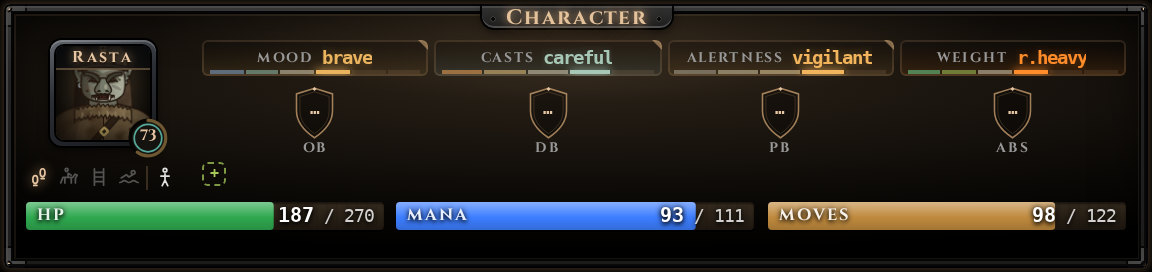 CHARACTER
RASTA
73
MOOD brave
CASTS careful
ALERTNESS vigilant
WEIGHT r.heavy
...
OB
...
DB
...
PB
...
ABS
+
HP 187 / 270
MANA 93 / 111
MOVES 98 / 122